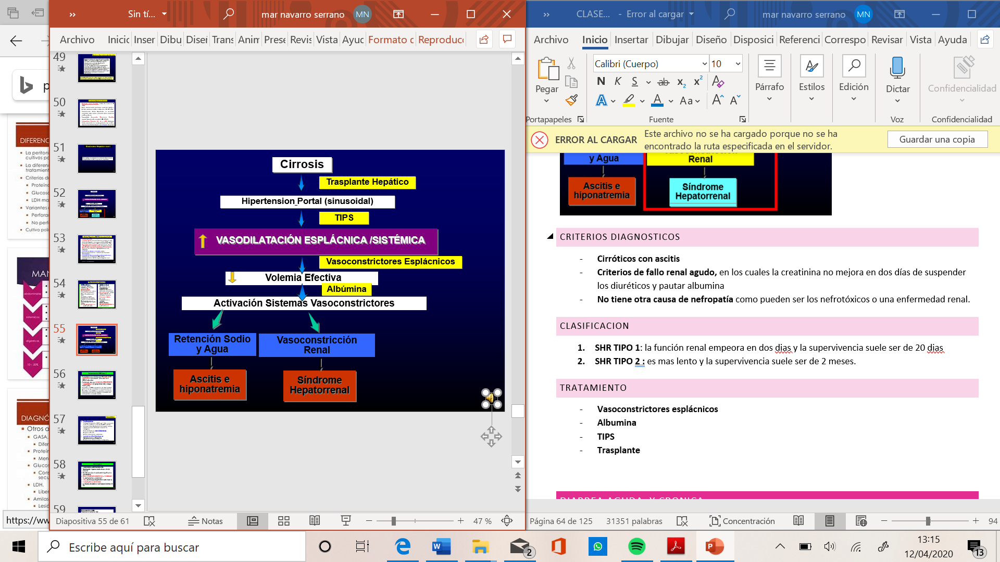 Sin tí...
mar navarro serrano
MN
Archivo
Inicic
Inser
Dibu
Diseí
Trans
Anim
Prese
Revis
Vista
Ayuc
Formato c
Reproduc
49
50
51
52
53
54
55
56
57
58
59
DIFEREN
La periton
cultivos po
La diferen
tratamient
Criterios de
Proteín
Glucos
LDH ma
Variantes c
Perfora
No perf
Cultivo poli
MAN
DIAGNÓ
Otros a
GASA.
Difer
Proteín
Men
Glucos
Cons
secu
LDH.
Liber
Amilas
Lesió
https://ww
Cirrosis
Trasplante Hepático
Hipertension Portal (sinusoidal)
TIPS
VASODILATACIÓN ESPLÁCNICA /SISTÉMICA
Vasoconstrictores Esplácnicos
Volemia Efectiva
Albúmina
Activación Sistemas Vasoconstrictores
Retención Sodio
y Agua
Vasoconstricción
Renal
Ascitis e
hiponatremia
Síndrome
Hepatorrenal
Diapositiva 55 de 61
Notas
47 %
CLASE... - Error al cargar
mar navarro serrano
MN
Archivo
Inicio
Insertar
Dibujar
Diseño
Disposici
Referenci
Correspo
Revisar
Vista
Ayuda
Pegar
Portapapeles
Calibri (Cuerpo)
10
N K S ab x2 x2
A A Aa A A
Fuente
Párrafo
Estilos
Edición
Dictar
Voz
Confidencialidad
Confidencialidad
ERROR AL CARGAR
Este archivo no se ha cargado porque no se ha
encontrado la ruta especificada en el servidor.
Guardar una copia
y Agua
Renal
Ascitis e
hiponatremia
Síndrome
Hepatorrenal
CRITERIOS DIAGNOSTICOS
- Cirróticos con ascitis
- Criterios de fallo renal agudo, en los cuales la creatinina no mejora en dos días de suspender
los diuréticos y pautar albumina
- No tiene otra causa de nefropatía como pueden ser los nefrotóxicos o una enfermedad renal.
CLASIFICACION
1. SHR TIPO 1: la función renal empeora en dos dias y la supervivencia suele ser de 20 dias
2. SHR TIPO 2 : es mas lento y la supervivencia suele ser de 2 meses.
TRATAMIENTO
- Vasoconstrictores esplácnicos
- Albumina
- TIPS
- Trasplante
DIARREA AGUDA Y CRONICA
Página 64 de 125
31351 palabras
Concentración
94
Escribe aquí para buscar
2
13:15
12/04/2020
13